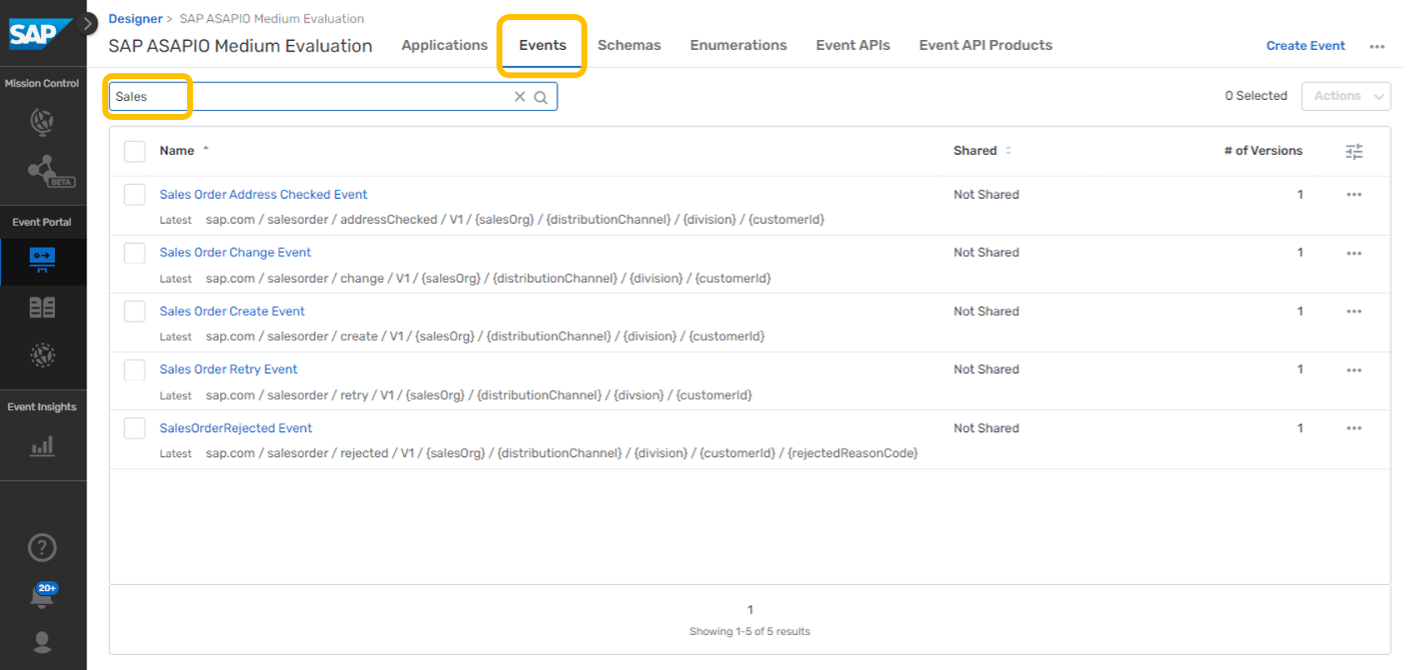 SAP
Designer > SAP ASAPIO Medium Evaluation
SAP ASAPIO Medium Evaluation Applications Events Schemas Enumerations Event APIs Event API Products Create Event
Mission Control
BETA
Event Portal
Event Insights
20+
Sales
0 Selected Actions
Name Shared # of Versions
Sales Order Address Checked Event Not Shared 1
Latest sap.com / salesorder / addressChecked / V1 / {salesOrg} / {distributionChannel} / {division} / {customerId}
Sales Order Change Event Not Shared 1
Latest sap.com / salesorder / change / V1 / {salesOrg} / {distributionChannel} / {division} / {customerId}
Sales Order Create Event Not Shared 1
Latest sap.com / salesorder / create / V1 / {salesOrg} / {distributionChannel} / {division} / {customerId}
Sales Order Retry Event Not Shared 1
Latest sap.com / salesorder / retry / V1 / {salesOrg} / {distributionChannel} / {divsion} / {customerId}
SalesOrderRejected Event Not Shared 1
Latest sap.com / salesorder / rejected / V1 / {salesOrg} / {distributionChannel} / {division} / {customerId} / {rejectedReasonCode}
1
Showing 1-5 of 5 results